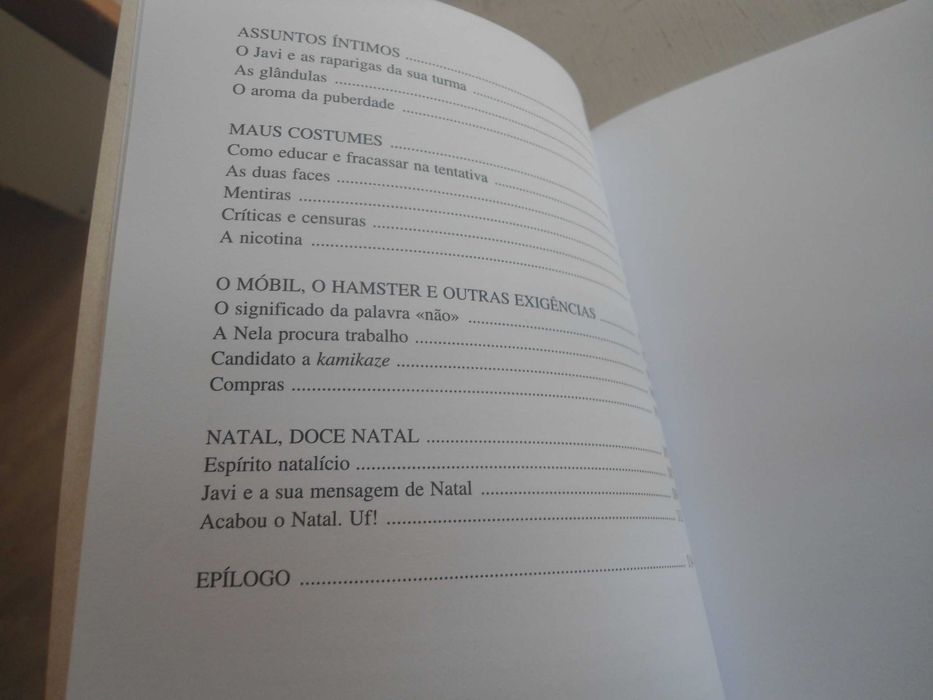 ASSUNTOS ÍNTIMOS
O Javi e as raparigas da sua turma
As glândulas
O aroma da puberdade
MAUS COSTUMES
Como educar e fracassar na tentativa
As duas faces
Mentiras
Críticas e censuras
A nicotina
O MÓBIL, O HAMSTER E OUTRAS EXIGÊNCIAS
O significado da palavra «não»
A Nela procura trabalho
Candidato a kamikaze
Compras
NATAL, DOCE NATAL
Espírito natalício
Javi e a sua mensagem de Natal
Acabou o Natal. Uf!
EPÍLOGO